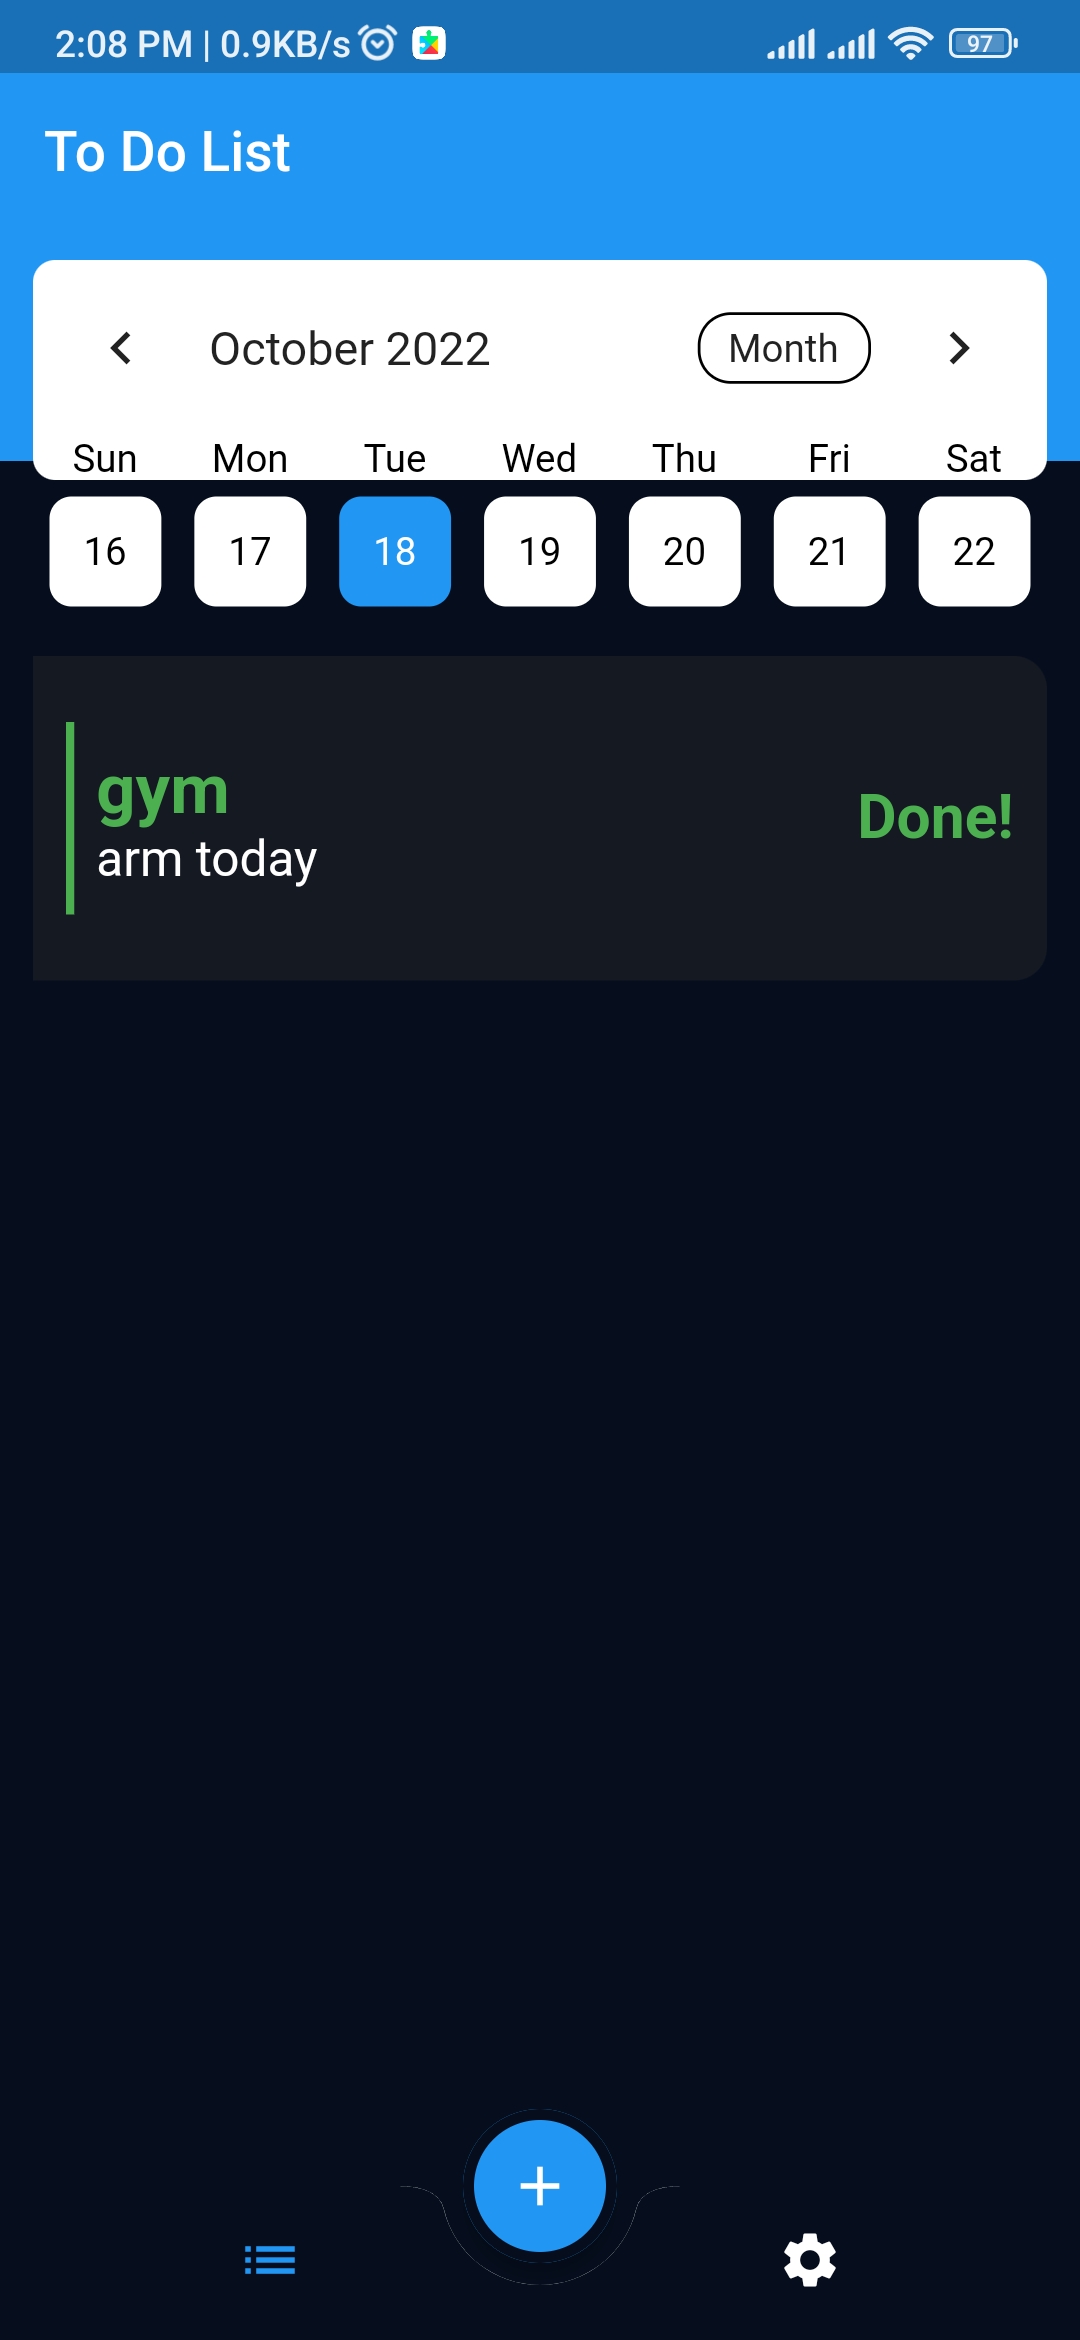 2:08 PM | 0.9KB/s 97
To Do List
October 2022 Month
Sun Mon Tue Wed Thu Fri Sat
16 17 18 19 20 21 22
gym
Done!
arm today